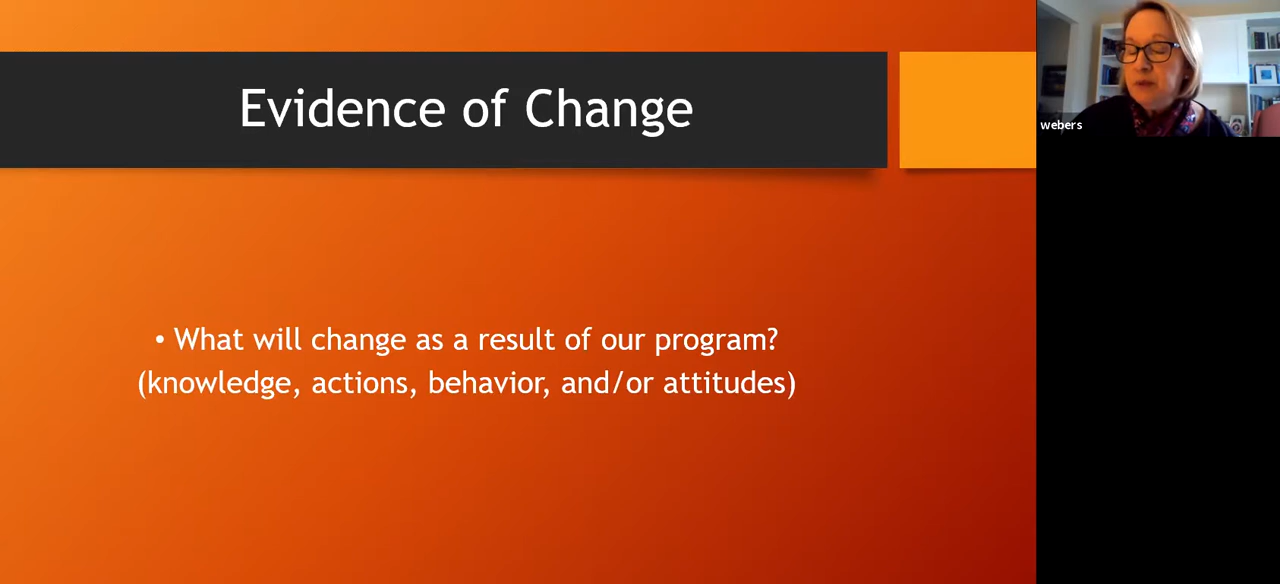 Evidence of Change
• What will change as a result of our program?
(knowledge, actions, behavior, and/or attitudes)
webers